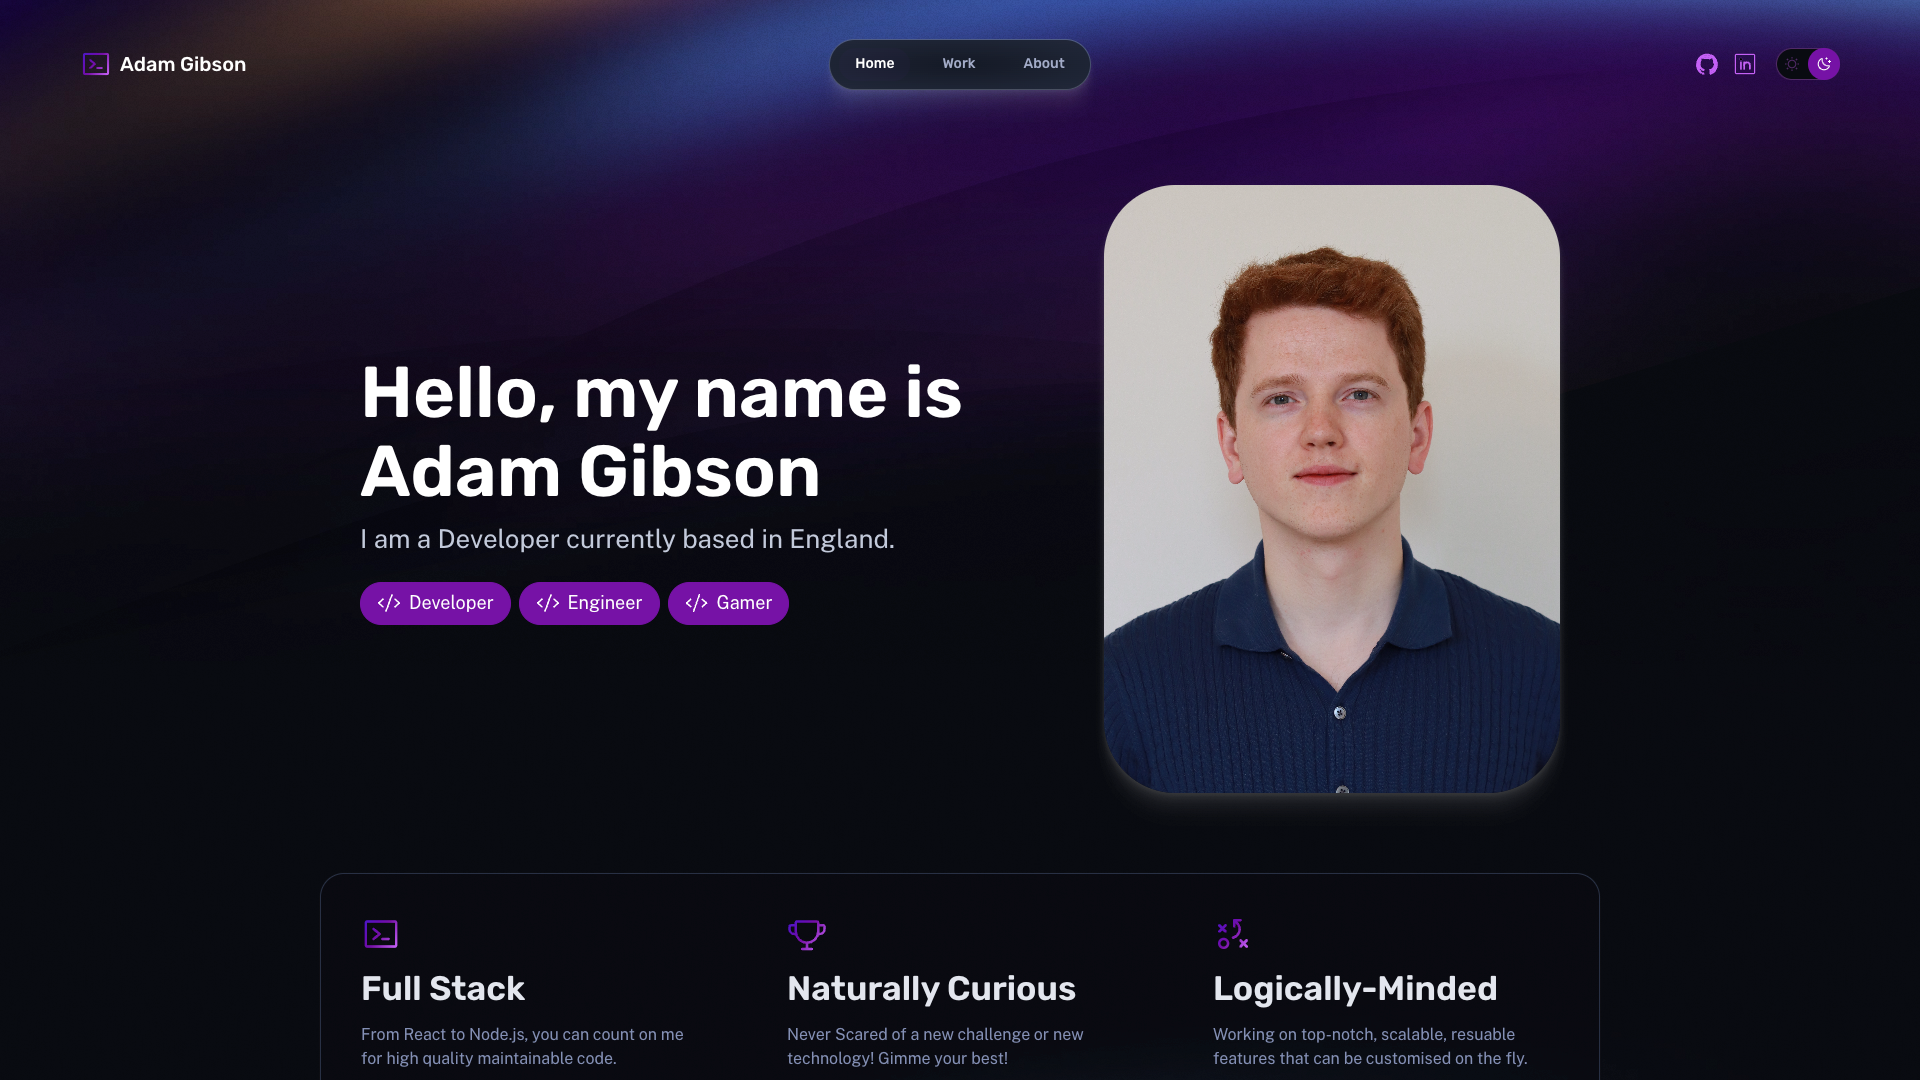 Adam Gibson
Home Work About
Hello, my name is
Adam Gibson
I am a Developer currently based in England.
</> Developer </> Engineer </> Gamer
Full Stack
From React to Node.js, you can count on me
for high quality maintainable code.
Naturally Curious
Never Scared of a new challenge or new
technology! Gimme your best!
Logically-Minded
Working on top-notch, scalable, resuable
features that can be customised on the fly.